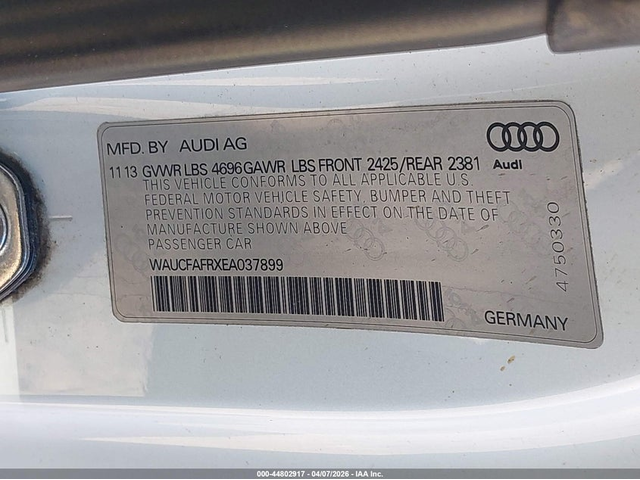 MFD. BY AUDI AG
11 13 GVWR LBS 4696 GAWR LBS FRONT 2425/REAR 2381
Audi
THIS VEHICLE CONFORMS TO ALL APPLICABLE U.S.
FEDERAL MOTOR VEHICLE SAFETY, BUMPER AND THEFT
PREVENTION STANDARDS IN EFFECT ON THE DATE OF
MANUFACTURE SHOWN ABOVE
PASSENGER CAR
WAUCFAFRXEA037899
4750330
GERMANY
000-44802917 - 04/07/2026 - IAA Inc.